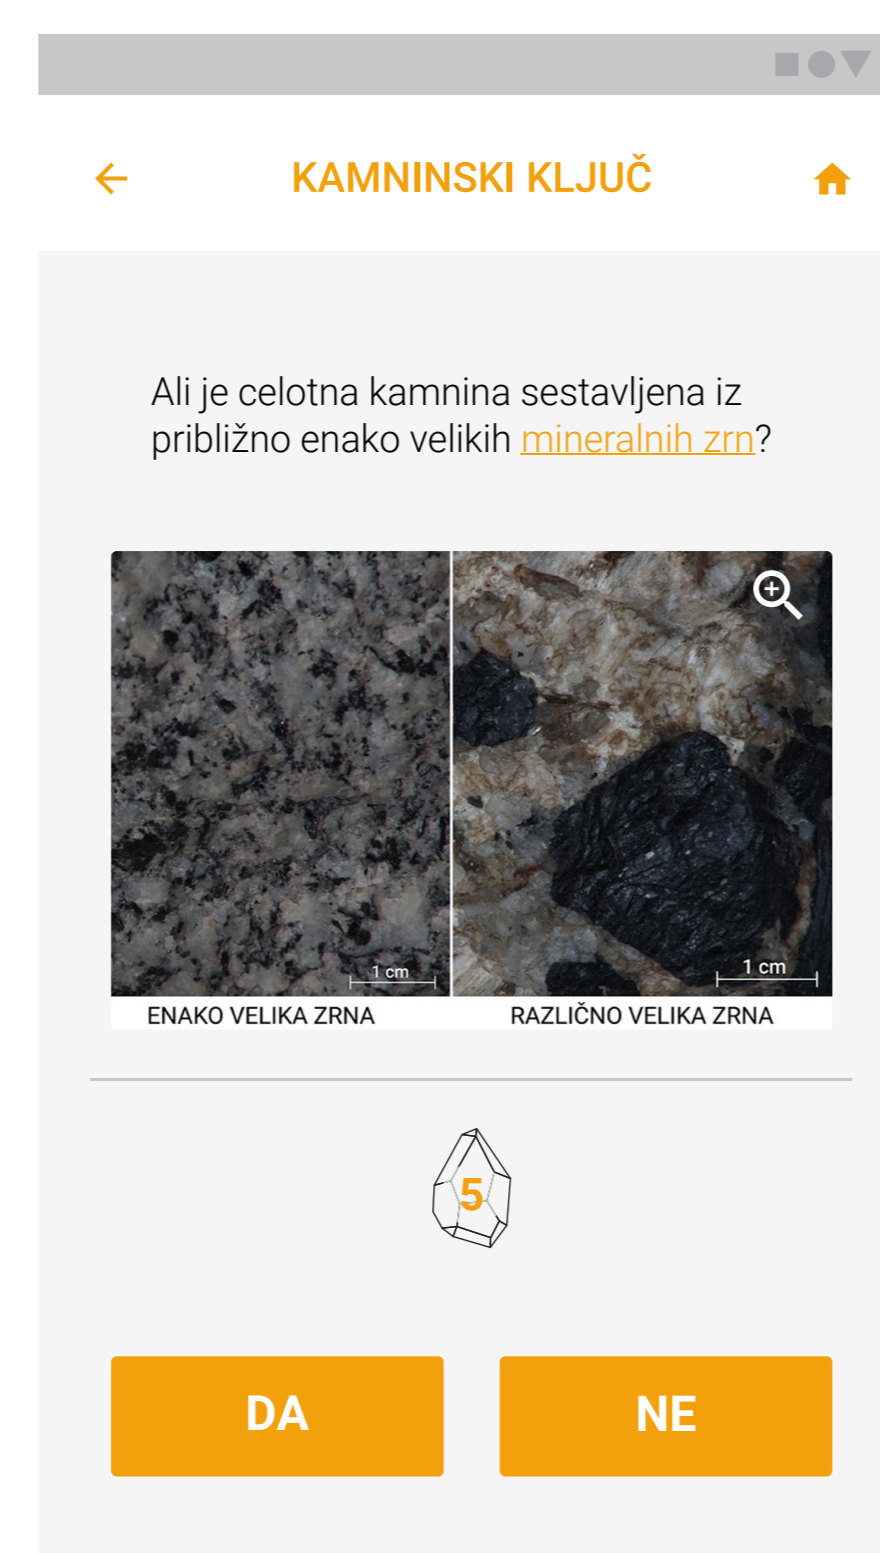 KAMNINSKI KLJUČ
Ali je celotna kamnina sestavljena iz
približno enako velikih mineralnih zrn?
1 cm
1 cm
ENAKO VELIKA ZRNA
RAZLIČNO VELIKA ZRNA
5
DA
NE